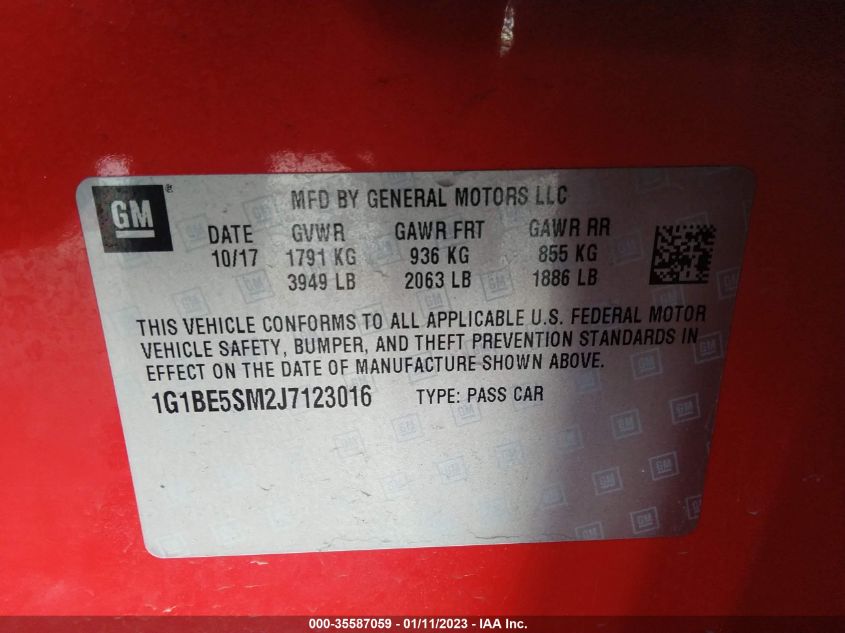 GM ®
MFD BY GENERAL MOTORS LLC
DATE GVWR GAWR FRT GAWR RR
10/17 1791 KG 936 KG 855 KG
3949 LB 2063 LB 1886 LB
THIS VEHICLE CONFORMS TO ALL APPLICABLE U.S. FEDERAL MOTOR
VEHICLE SAFETY, BUMPER, AND THEFT PREVENTION STANDARDS IN
EFFECT ON THE DATE OF MANUFACTURE SHOWN ABOVE.
1G1BE5SM2J7123016 TYPE: PASS CAR
000-35587059 - 01/11/2023 - IAA Inc.